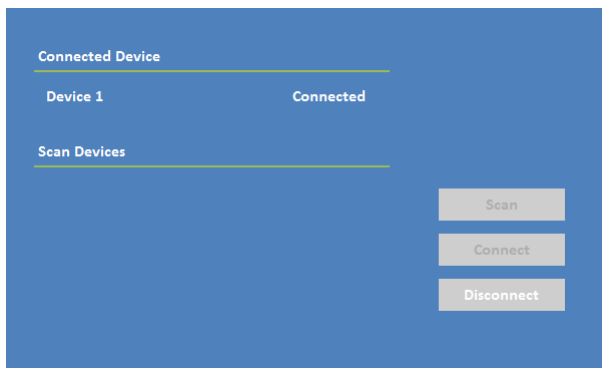 Connected Device
Device 1 Connected
Scan Devices
Scan
Connect
Disconnect